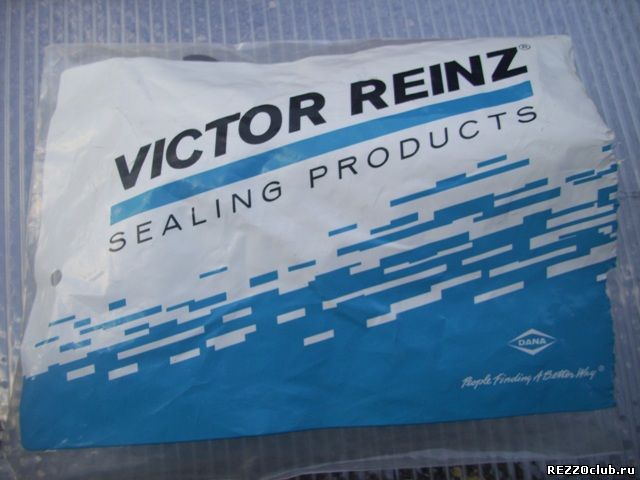 VICTOR REINZ®
SEALING PRODUCTS
DANA
People Finding A Better Way®
REZZOclub.ru